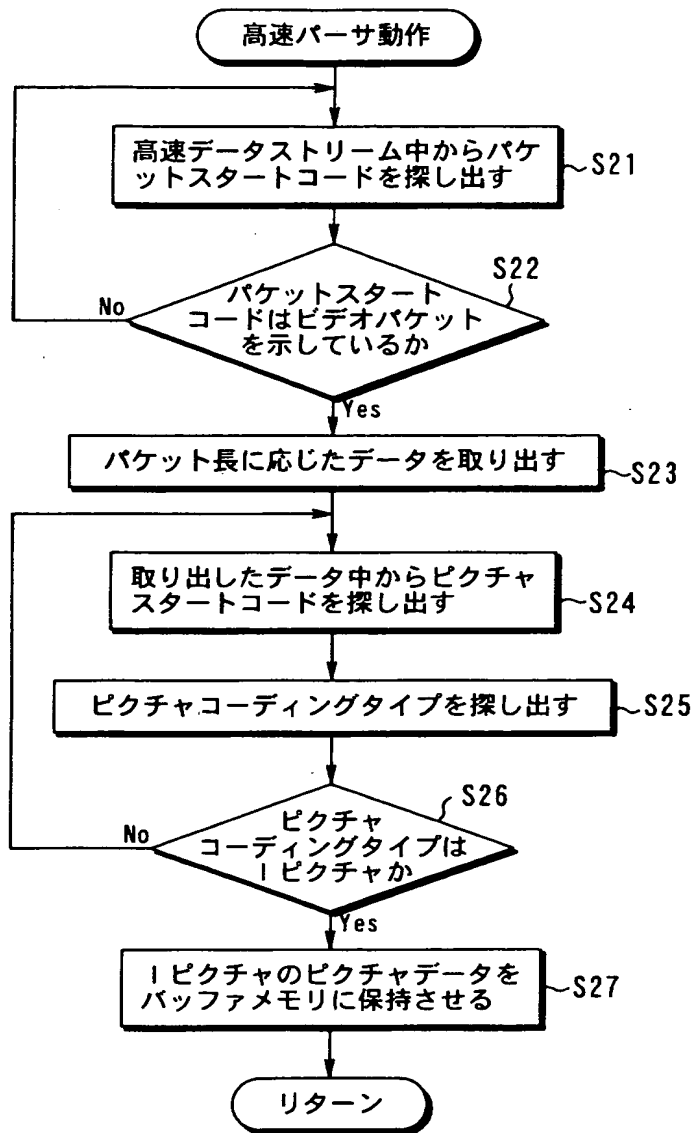 高速パーサ動作
高速データストリーム中からパケ
ットスタートコードを探し出す
S21
S22
パケットスタート
コードはビデオパケット
を示しているか
No
Yes
パケット長に応じたデータを取り出す
S23
取り出したデータ中からピクチャ
スタートコードを探し出す
S24
ピクチャコーディングタイプを探し出す
S25
S26
ピクチャ
コーディングタイプは
Iピクチャか
No
Yes
Iピクチャのピクチャデータを
バッファメモリに保持させる
S27
リターン